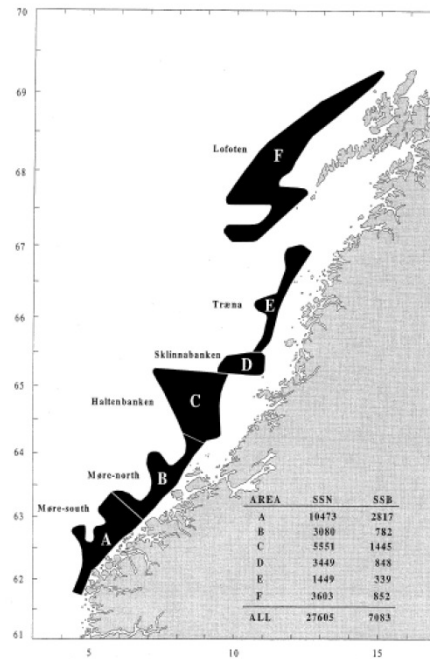 70
69
Lofoten
F
68
67
Træna
E
66
Sklinnabanken
D
65
Haltenbanken
C
64
Møre-north
B
Møre-south
63
A
62
61
AREA SSN SSB
A 10473 2817
B 3080 782
C 5551 1445
D 3449 848
E 1449 339
F 3603 852
ALL 27605 7083
5 10 15